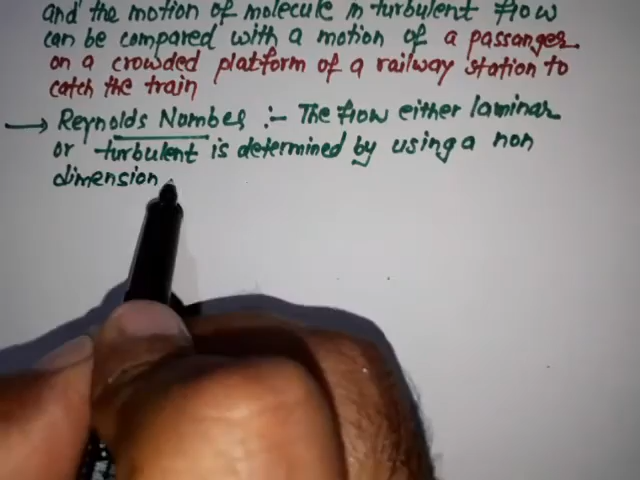 and the motion of molecule in turbulent flow
can be compared with a motion of a passanger
on a crowded platform of a railway station to
catch the train
→ Reynolds Number :- The flow either laminar
or turbulent is determined by using a non
dimension